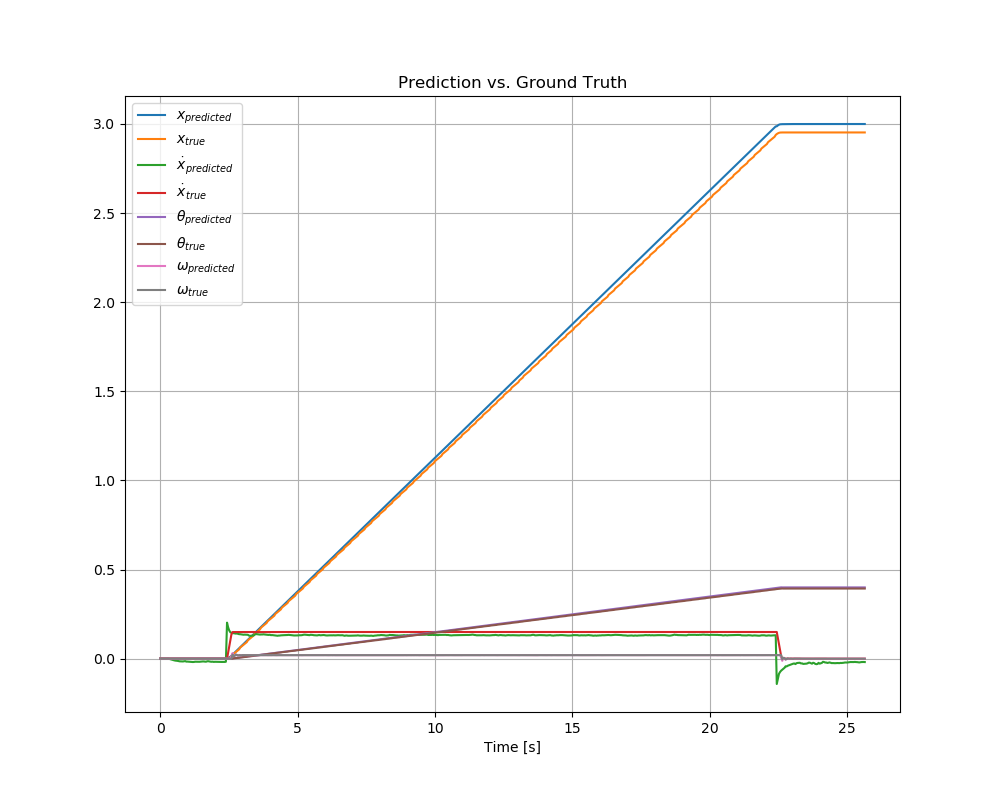 Prediction vs. Ground Truth
x_predicted
x_true
ẋ_predicted
ẋ_true
θ_predicted
θ_true
ω_predicted
ω_true
3.0
2.5
2.0
1.5
1.0
0.5
0.0
0 5 10 15 20 25
Time [s]